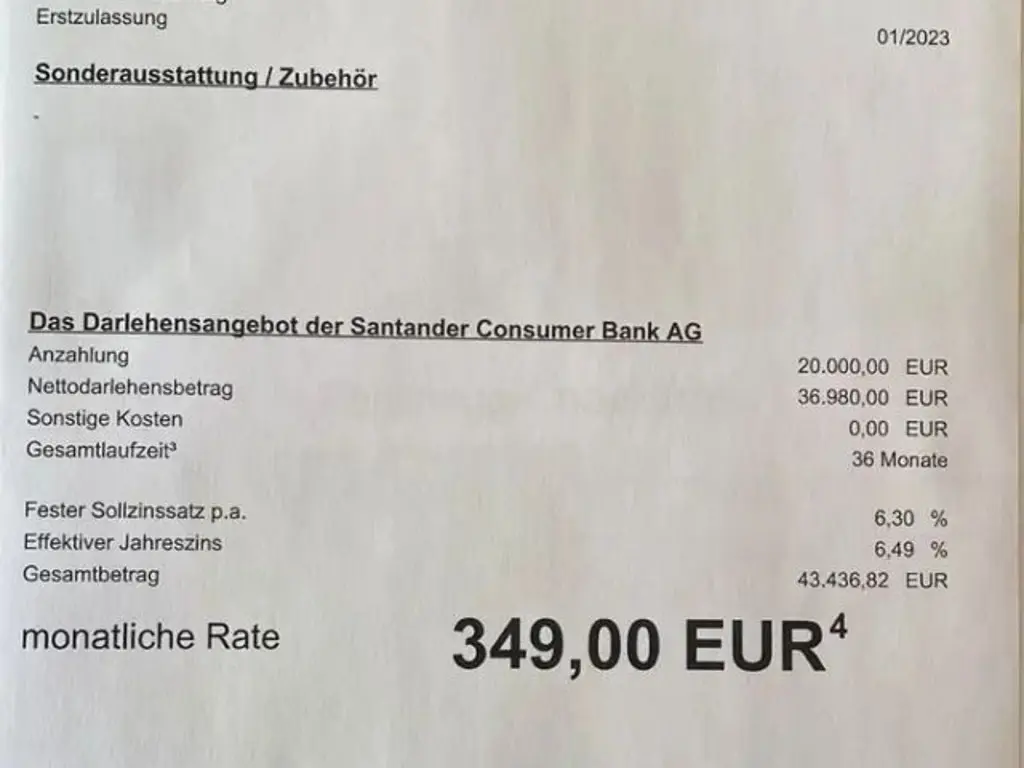 Erstzulassung 01/2023
Sonderausstattung / Zubehör
-
Das Darlehensangebot der Santander Consumer Bank AG
Anzahlung 20.000,00 EUR
Nettodarlehensbetrag 36.980,00 EUR
Sonstige Kosten 0,00 EUR
Gesamtlaufzeit³ 36 Monate
Fester Sollzinssatz p.a. 6,30 %
Effektiver Jahreszins 6,49 %
Gesamtbetrag 43.436,82 EUR
monatliche Rate 349,00 EUR⁴